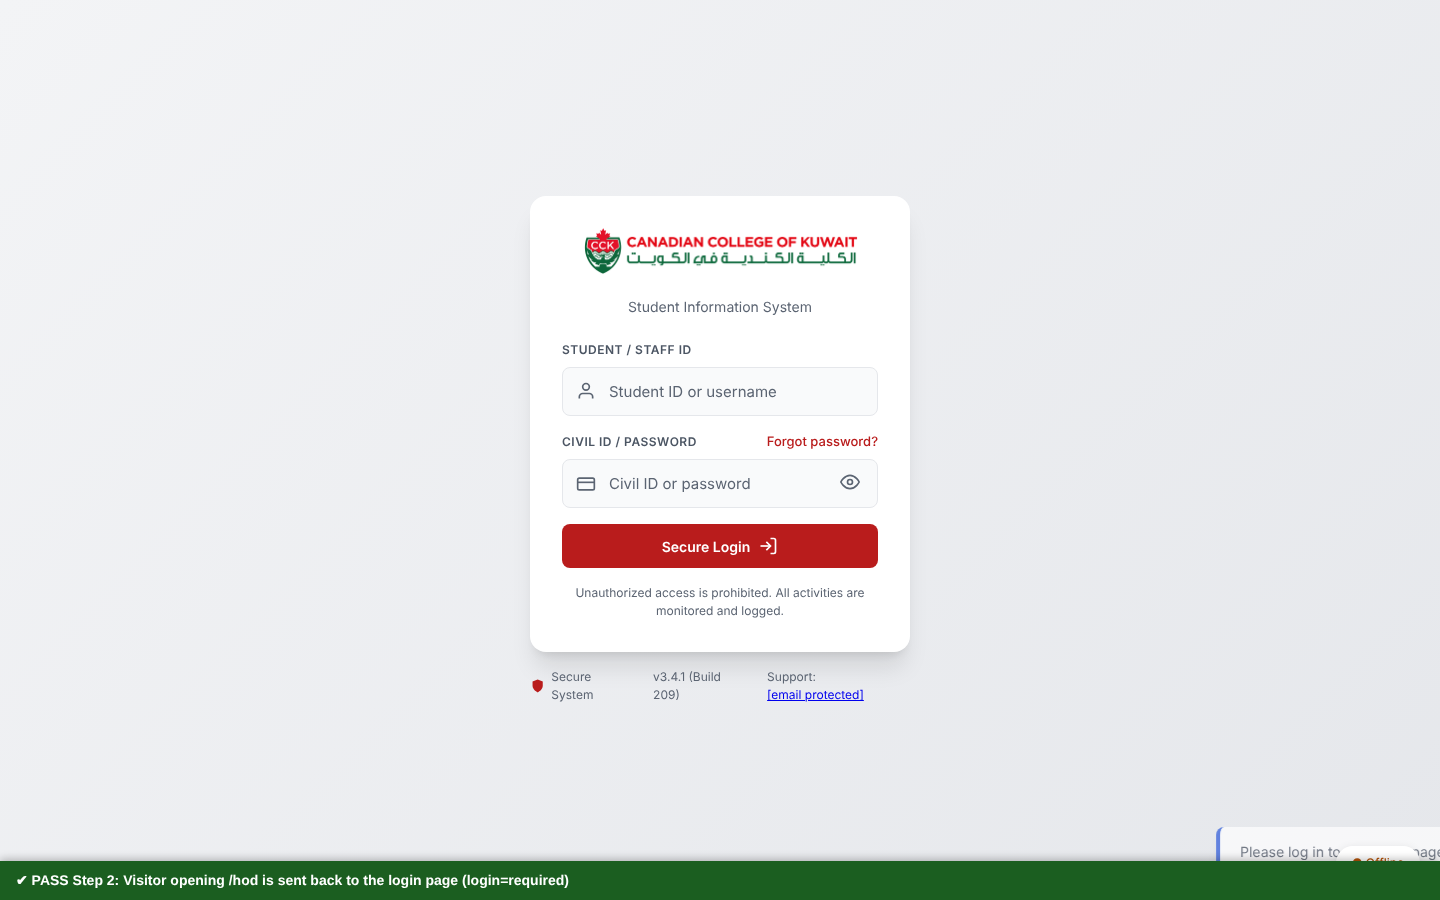 CCK
CANADIAN COLLEGE OF KUWAIT
الكلية الكندية في الكويت
Student Information System
STUDENT / STAFF ID
Student ID or username
CIVIL ID / PASSWORD
Forgot password?
Civil ID or password
Secure Login
Unauthorized access is prohibited. All activities are
monitored and logged.
Secure
System
v3.4.1 (Build
209)
Support:
[email protected]
Please log in to
✔ PASS Step 2: Visitor opening /hod is sent back to the login page (login=required)